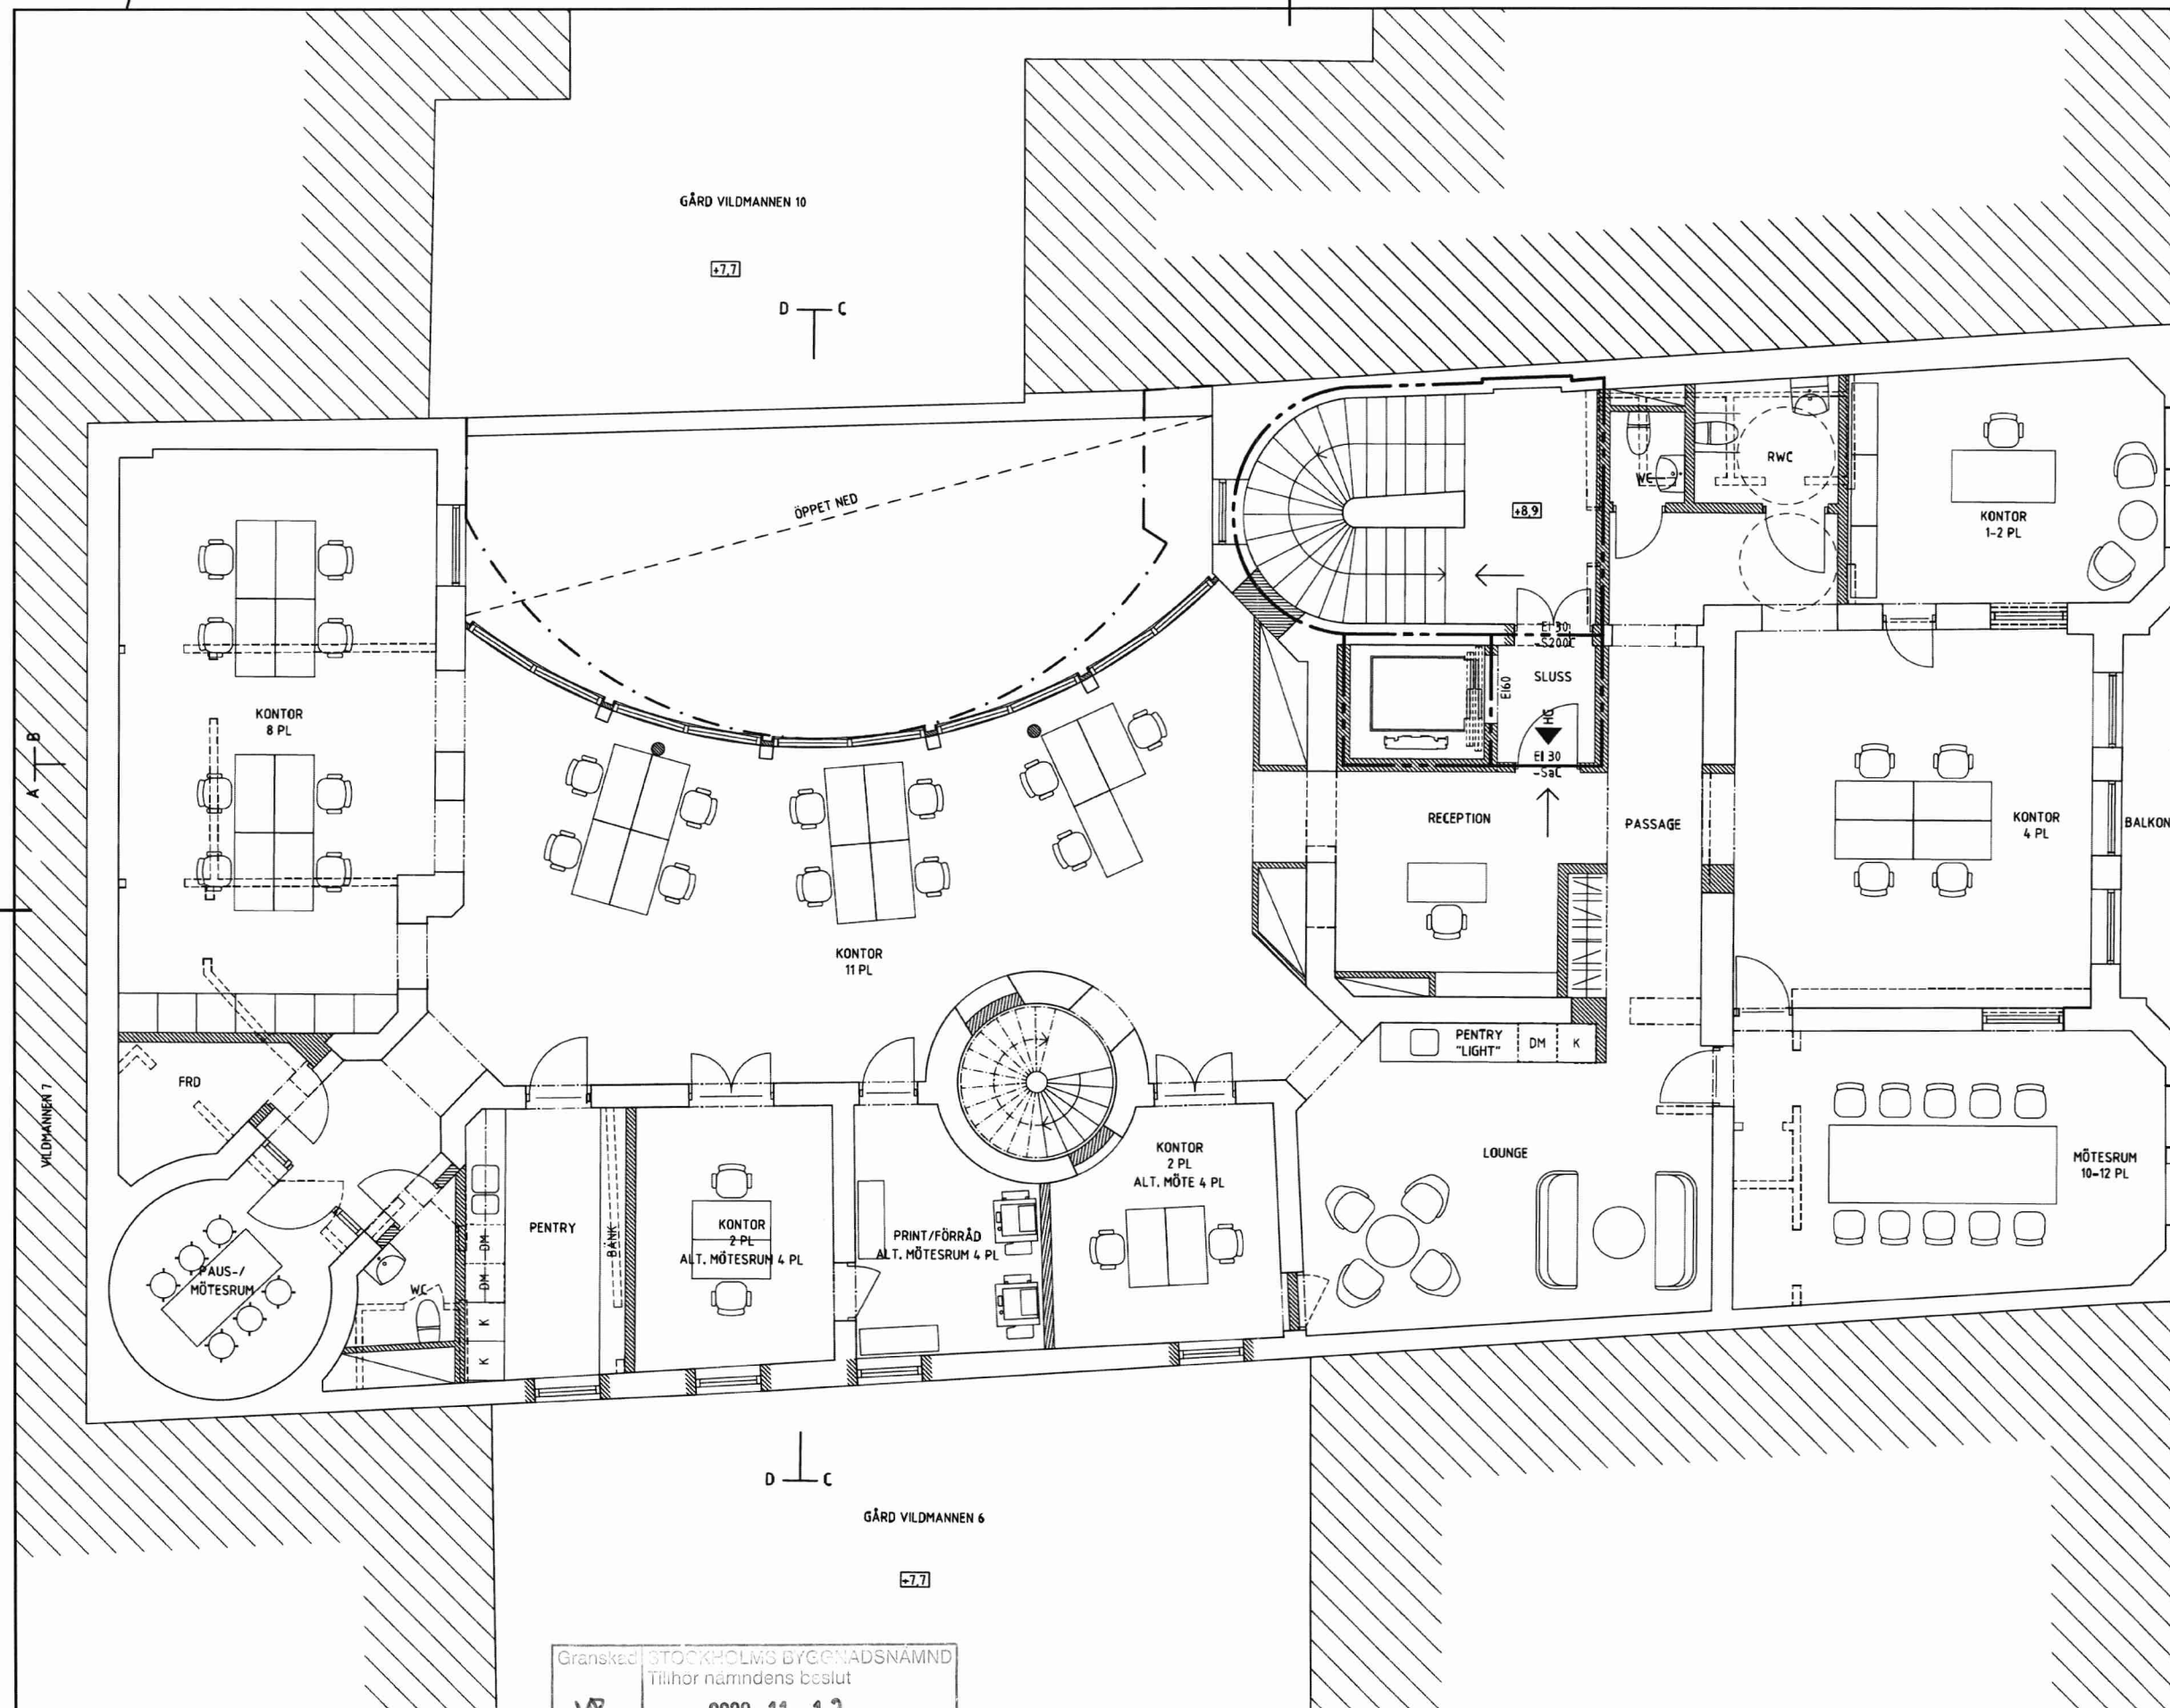 GÅRD VILDMANNEN 10
+7,7
D C
ÖPPET NED
+8,9
WC
RWC
KONTOR
1-2 PL
EI 30
-S200C
SLUSS
EI60
HG
EI 30
-SaC
KONTOR
8 PL
B
A
RECEPTION
PASSAGE
KONTOR
4 PL
BALKON
KONTOR
11 PL
PENTRY
"LIGHT"
DM
K
FRD
VILDMANNEN 7
KONTOR
2 PL
ALT. MÖTE 4 PL
LOUNGE
MÖTESRUM
10-12 PL
PENTRY
BÄNK
KONTOR
2 PL
ALT. MÖTESRUM 4 PL
PRINT/FÖRRÅD
ALT. MÖTESRUM 4 PL
PAUS-/
MÖTESRUM
WC
DM
DM
K
K
D C
GÅRD VILDMANNEN 6
+7,7
Granskad
STOCKHOLMS BYGGNADSNÄMND
Tillhör nämndens beslut